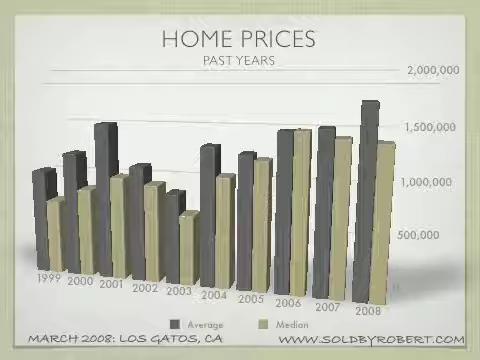 HOME PRICES
PAST YEARS
2,000,000
1,500,000
1,000,000
500,000
0
1999 2000 2001 2002 2003 2004 2005 2006 2007 2008
Average Median
MARCH 2008: LOS GATOS, CA WWW.SOLDBYROBERT.COM